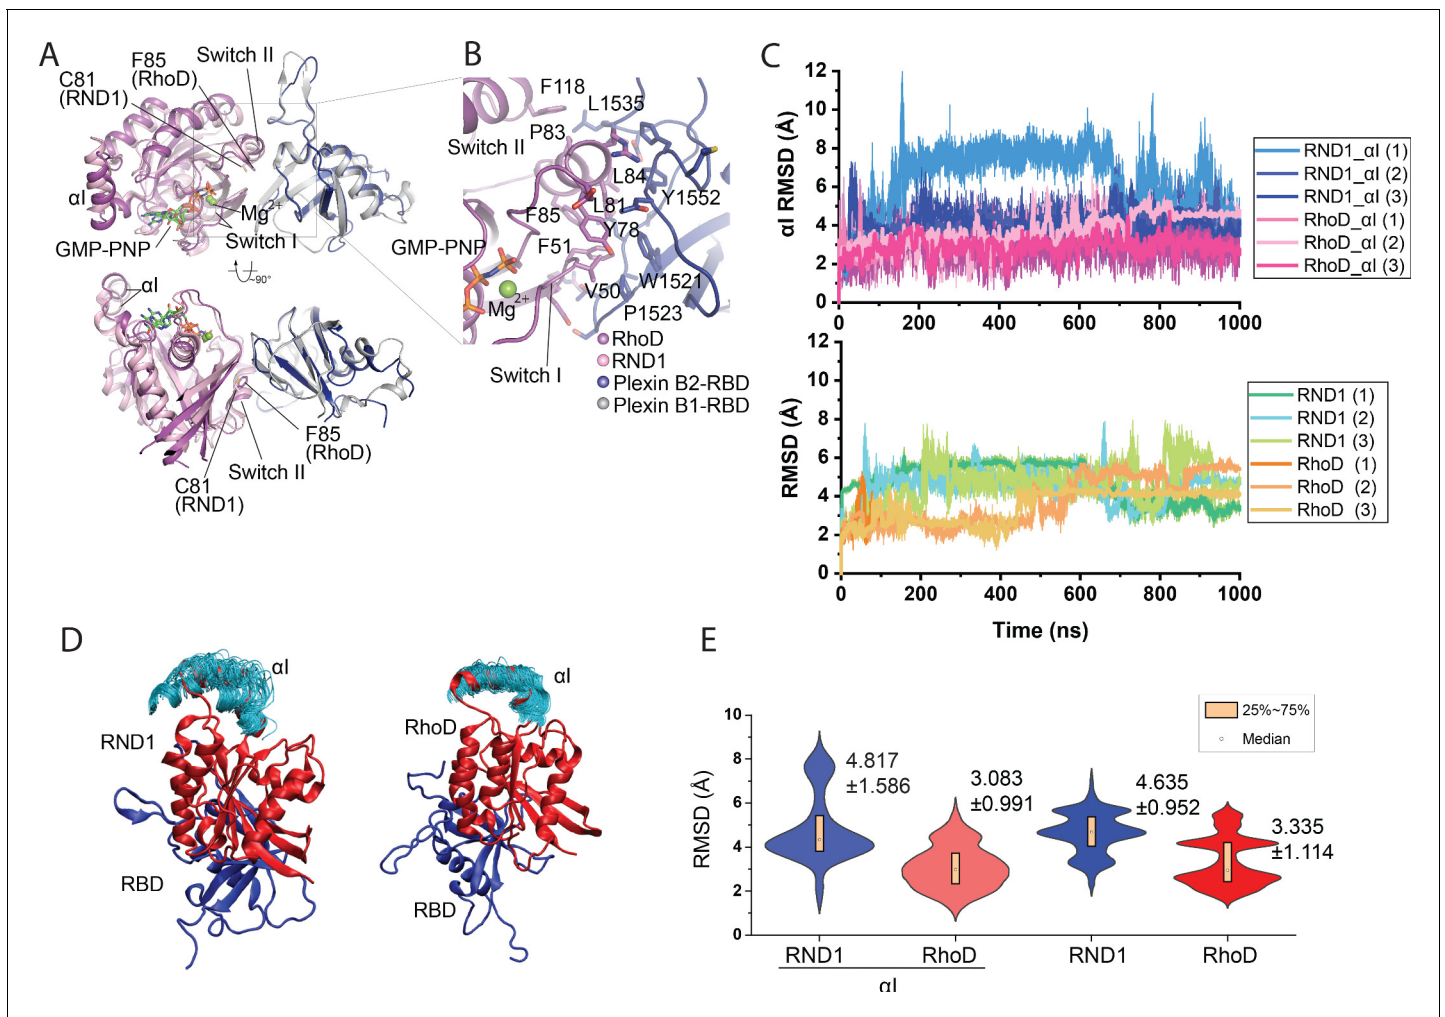 A
F85
(RhoD)
Switch II
C81
(RND1)
αI
Mg2+
GMP-PNP
Switch I
~90°
αI
F85
(RhoD)
Switch II
C81
(RND1)
B
F118
L1535
P83
Switch II
L84
Y1552
L81
F85
Y78
GMP-PNP
F51
W1521
V50
Mg2+
P1523
Switch I
RhoD
RND1
Plexin B2-RBD
Plexin B1-RBD
C
αI RMSD (Å)
12
10
8
6
4
2
0
0 200 400 600 800 1000
RND1_αI (1)
RND1_αI (2)
RND1_αI (3)
RhoD_αI (1)
RhoD_αI (2)
RhoD_αI (3)
RMSD (Å)
12
10
8
6
4
2
0
0 200 400 600 800 1000
Time (ns)
RND1 (1)
RND1 (2)
RND1 (3)
RhoD (1)
RhoD (2)
RhoD (3)
D
αI
RND1
RBD
αI
RhoD
RBD
E
25%~75%
Median
RMSD (Å)
10
8
6
4
2
0
4.817
±1.586
3.083
±0.991
4.635
±0.952
3.335
±1.114
RND1 RhoD RND1 RhoD
αI